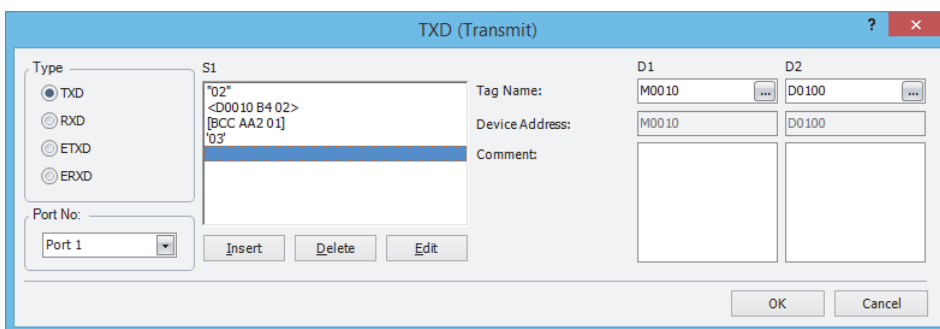 TXD (Transmit)
?
Type
TXD
RXD
ETXD
ERXD
Port No:
Port 1
S1
"02"
<D0010 B4 02>
[BCC AA2 01]
'03'
Insert Delete Edit
D1 D2
Tag Name: M0010 ... D0100 ...
Device Address: M0010 D0100
Comment:
OK Cancel